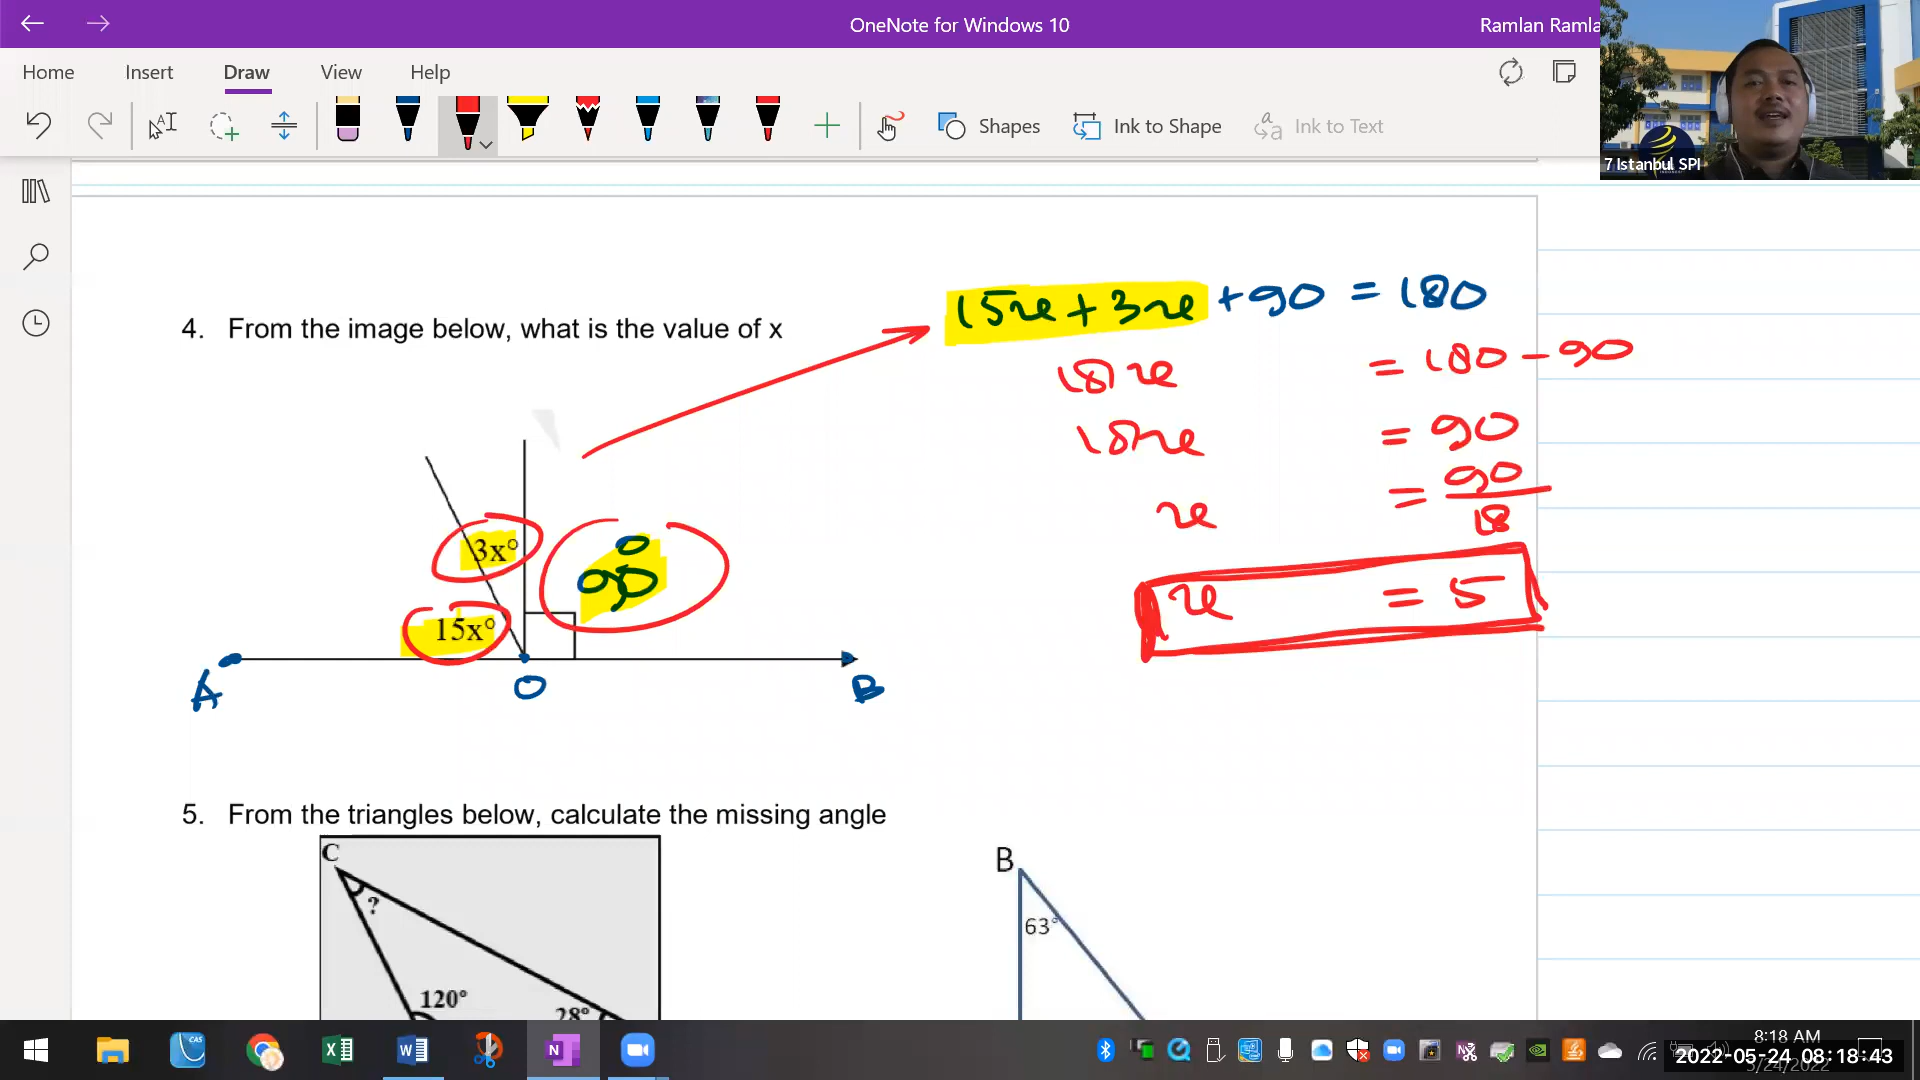 OneNote for Windows 10
Ramlan Ramla
Home Insert Draw View Help
Shapes Ink to Shape Ink to Text
7 Istanbul SPI
4. From the image below, what is the value of x
15x + 3x + 90 = 180
18x = 180 - 90
18x = 90
x = 90/18
x = 5
3x°
90°
15x°
A O B
5. From the triangles below, calculate the missing angle
C
?
120°
28°
B
63°
8:18 AM
2022-05-24 08:18:43
5/24/2022